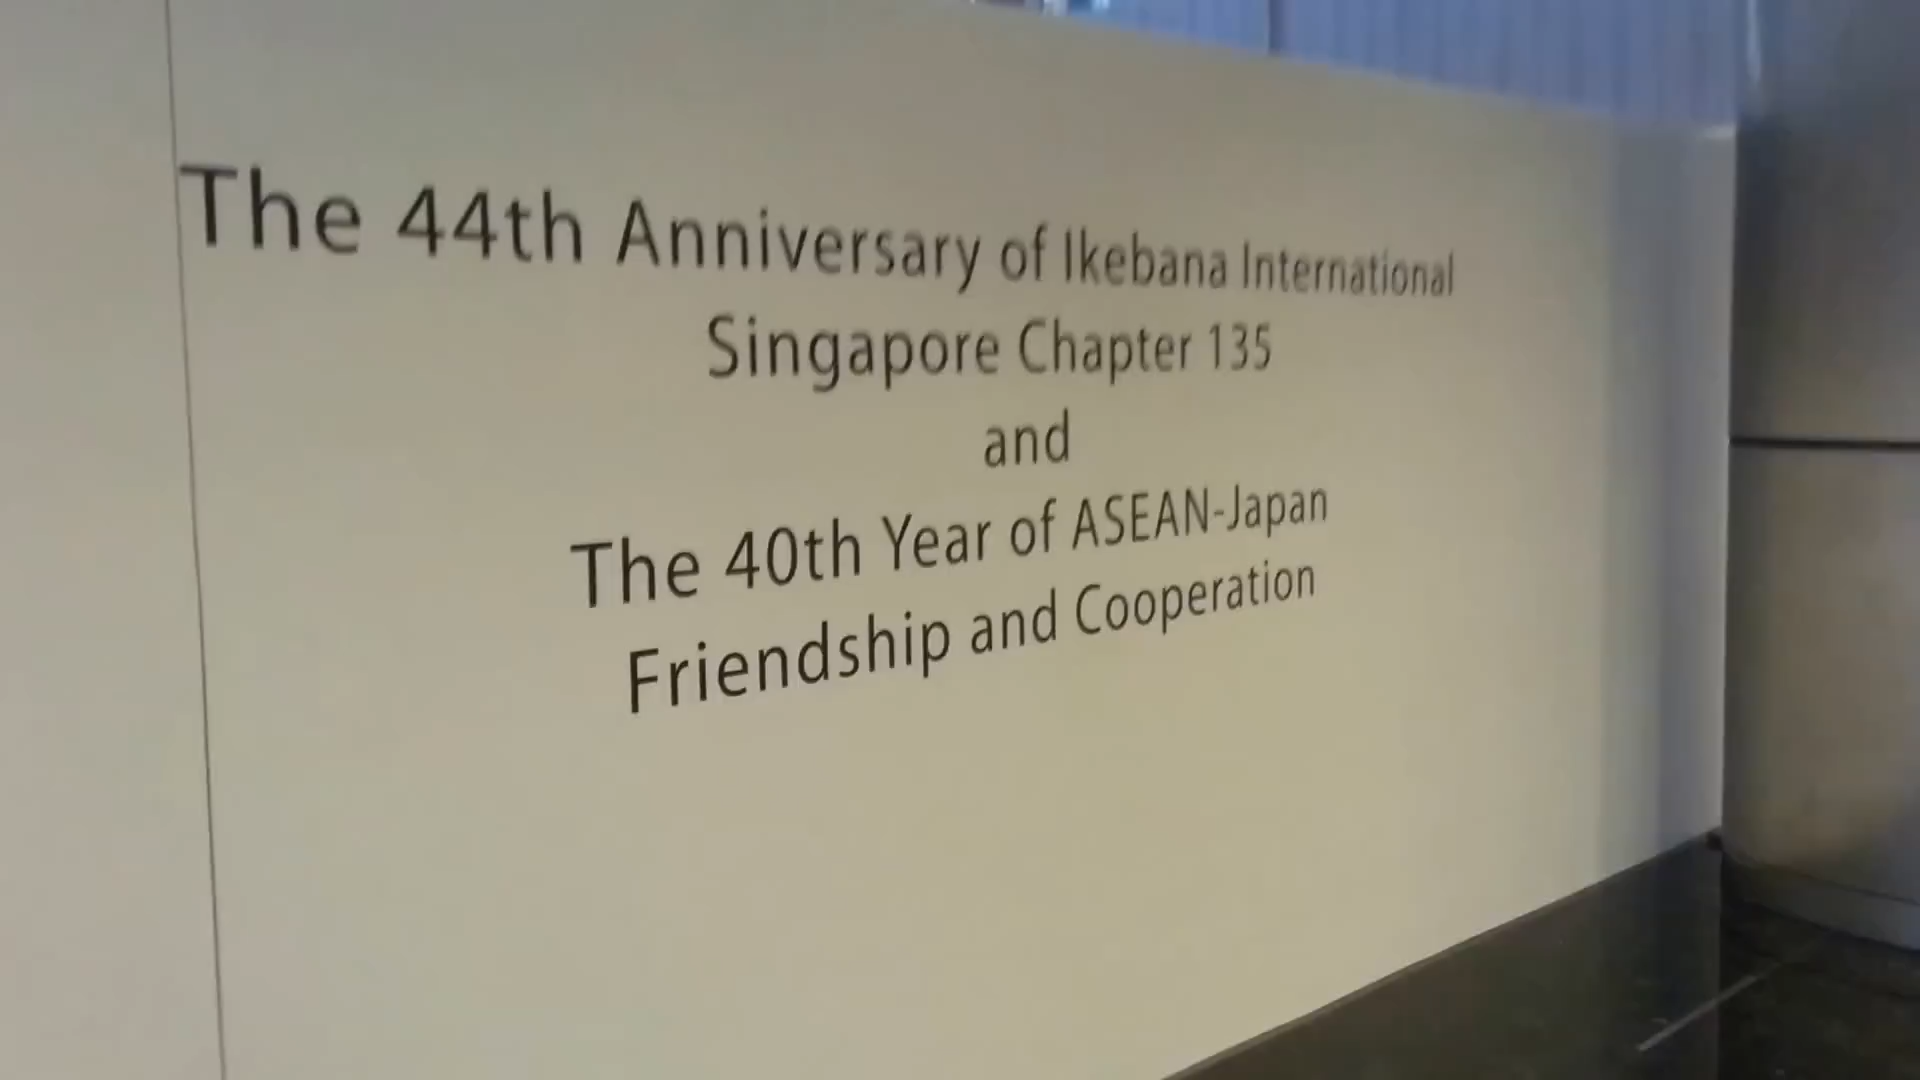 The 44th Anniversary of Ikebana International
Singapore Chapter 135
and
The 40th Year of ASEAN-Japan
Friendship and Cooperation